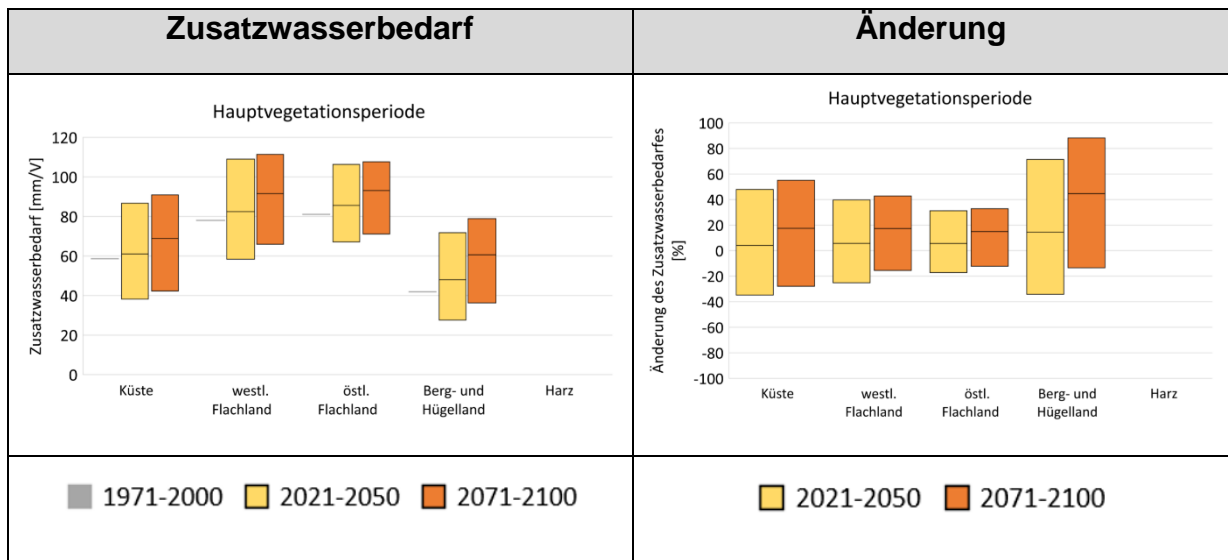 Zusatzwasserbedarf
Änderung
Hauptvegetationsperiode
Zusatzwasserbedarf [mm/V]
120
100
80
60
40
20
0
Küste
westl.
Flachland
östl.
Flachland
Berg- und
Hügelland
Harz
Hauptvegetationsperiode
Änderung des Zusatzwasserbedarfes
[%]
100
80
60
40
20
0
-20
-40
-60
-80
-100
Küste
westl.
Flachland
östl.
Flachland
Berg- und
Hügelland
Harz
1971-2000 2021-2050 2071-2100
2021-2050 2071-2100